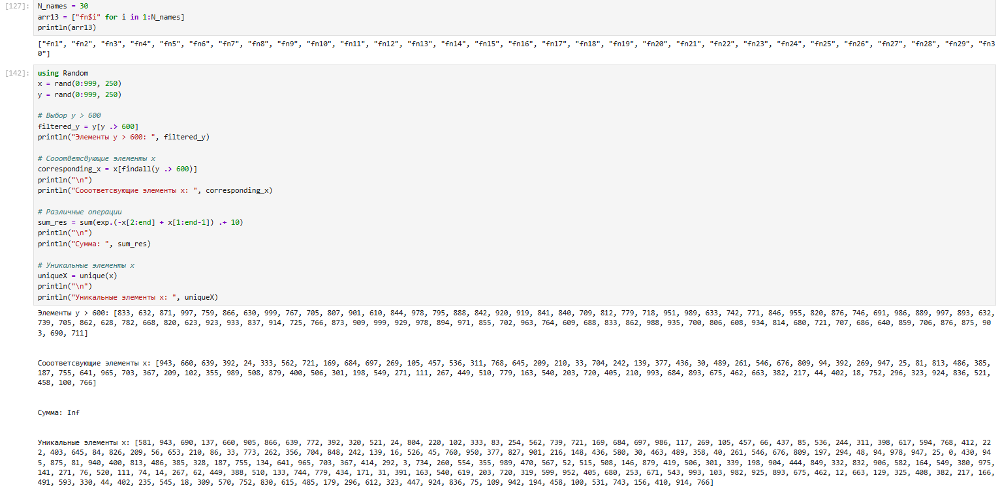 [127]: N_names = 30
arr13 = ["fn$i" for i in 1:N_names]
println(arr13)
["fn1", "fn2", "fn3", "fn4", "fn5", "fn6", "fn7", "fn8", "fn9", "fn10", "fn11", "fn12", "fn13", "fn14", "fn15", "fn16", "fn17", "fn18", "fn19", "fn20", "fn21", "fn22", "fn23", "fn24", "fn25", "fn26", "fn27", "fn28", "fn29", "fn3
0"]
[142]: using Random
x = rand(0:999, 250)
y = rand(0:999, 250)
# Выбор y > 600
filtered_y = y[y .> 600]
println("Элементы y > 600: ", filtered_y)
# Сооответсвующие элементы x
corresponding_x = x[findall(y .> 600)]
println("\n")
println("Сооответсвующие элементы x: ", corresponding_x)
# Различные операции
sum_res = sum(exp.(-x[2:end] + x[1:end-1]) .+ 10)
println("\n")
println("Сумма: ", sum_res)
# Уникальные элементы x
uniqueX = unique(x)
println("\n")
println("Уникальные элементы x: ", uniqueX)
Элементы y > 600: [833, 632, 871, 997, 759, 866, 630, 999, 767, 705, 807, 901, 610, 844, 978, 795, 888, 842, 920, 919, 841, 840, 709, 812, 779, 718, 951, 989, 633, 742, 771, 846, 955, 820, 876, 746, 691, 986, 889, 997, 893, 632,
739, 705, 862, 628, 782, 668, 820, 623, 923, 933, 837, 914, 725, 766, 873, 909, 999, 929, 978, 894, 971, 855, 702, 963, 764, 609, 688, 833, 862, 988, 935, 700, 806, 608, 934, 814, 680, 721, 707, 686, 640, 859, 706, 876, 875, 90
3, 690, 711]
Сооответсвующие элементы x: [943, 660, 639, 392, 24, 333, 562, 721, 169, 684, 697, 269, 105, 457, 536, 311, 768, 645, 209, 210, 33, 704, 242, 139, 377, 436, 30, 489, 261, 546, 676, 809, 94, 392, 269, 947, 25, 81, 813, 486, 385,
187, 755, 641, 965, 703, 367, 209, 102, 355, 989, 508, 879, 400, 506, 301, 198, 549, 271, 111, 267, 449, 510, 779, 163, 540, 203, 720, 405, 210, 993, 684, 893, 675, 462, 663, 382, 217, 44, 402, 18, 752, 296, 323, 924, 836, 521,
458, 100, 766]
Сумма: Inf
Уникальные элементы x: [581, 943, 690, 137, 660, 905, 866, 639, 772, 392, 320, 521, 24, 804, 220, 102, 333, 83, 254, 562, 739, 721, 169, 684, 697, 986, 117, 269, 105, 457, 66, 437, 85, 536, 244, 311, 398, 617, 594, 768, 412, 22
2, 403, 645, 84, 826, 209, 56, 653, 210, 86, 33, 773, 262, 356, 704, 848, 242, 139, 16, 526, 45, 760, 950, 377, 827, 901, 216, 148, 436, 580, 30, 463, 489, 358, 40, 261, 546, 676, 809, 197, 294, 48, 94, 978, 947, 25, 0, 430, 94
5, 875, 81, 940, 400, 813, 486, 385, 328, 187, 755, 134, 641, 965, 703, 367, 414, 292, 3, 734, 260, 554, 355, 989, 470, 567, 52, 515, 508, 146, 879, 419, 506, 301, 339, 198, 904, 444, 849, 332, 832, 906, 582, 164, 549, 380, 975,
141, 271, 76, 520, 111, 74, 14, 267, 62, 449, 388, 510, 133, 744, 779, 434, 171, 31, 391, 163, 540, 619, 203, 720, 319, 599, 952, 405, 680, 253, 671, 543, 993, 103, 982, 925, 893, 675, 462, 12, 663, 129, 325, 408, 382, 217, 166,
491, 593, 330, 44, 402, 235, 545, 18, 309, 570, 752, 830, 615, 485, 179, 296, 612, 323, 447, 924, 836, 75, 109, 942, 194, 458, 100, 531, 743, 156, 410, 914, 766]